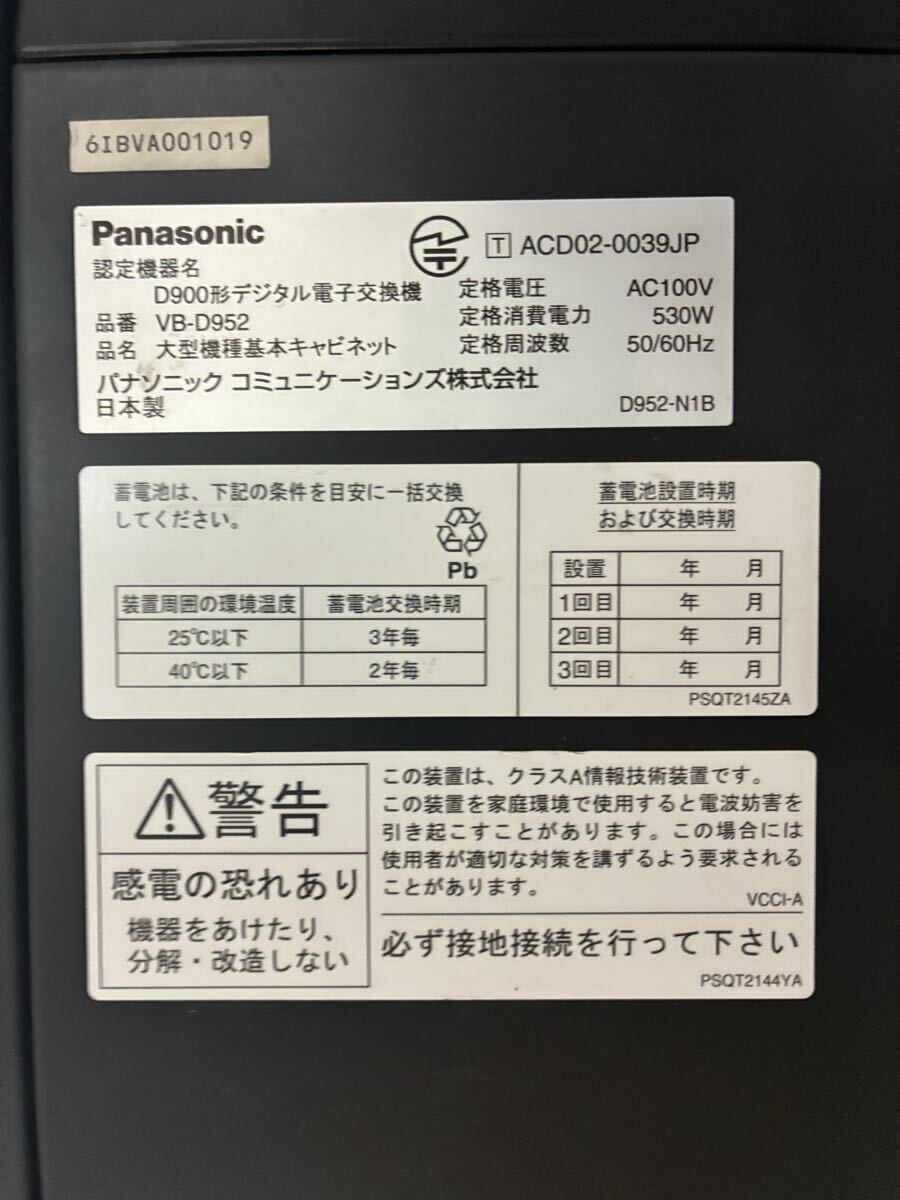 6IBVA001019
Panasonic
T ACD02-0039JP
認定機器名
D900形デジタル電子交換機
品番 VB-D952
品名 大型機種基本キャビネット
定格電圧 AC100V
定格消費電力 530W
定格周波数 50/60Hz
パナソニック コミュニケーションズ株式会社
日本製
D952-N1B
蓄電池は、下記の条件を目安に一括交換
してください。
Pb
装置周囲の環境温度 蓄電池交換時期
25℃以下 3年毎
40℃以下 2年毎
蓄電池設置時期
および交換時期
設置 年 月
1回目 年 月
2回目 年 月
3回目 年 月
PSQT2145ZA
警告
感電の恐れあり
機器をあけたり、
分解・改造しない
この装置は、クラスA情報技術装置です。
この装置を家庭環境で使用すると電波妨害を
引き起こすことがあります。この場合には
使用者が適切な対策を講ずるよう要求される
ことがあります。
VCCI-A
必ず接地接続を行って下さい
PSQT2144YA